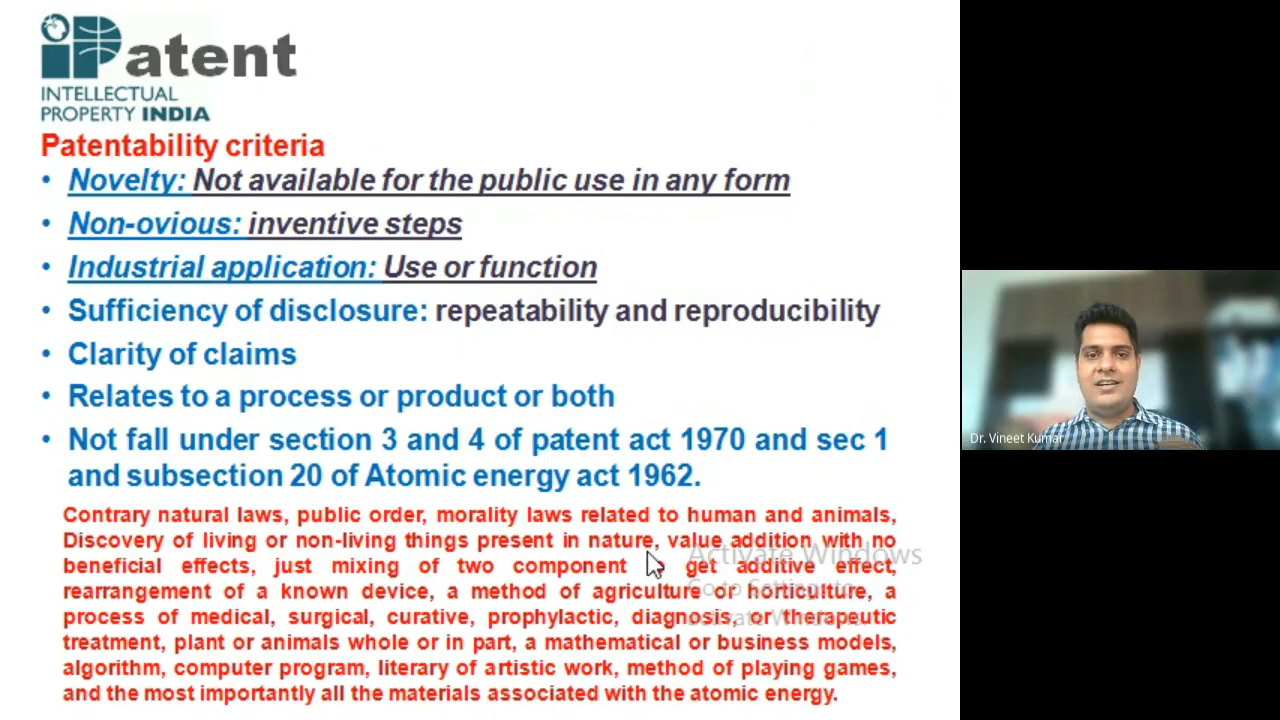 iPatent
INTELLECTUAL
PROPERTY INDIA
Patentability criteria
• Novelty: Not available for the public use in any form
• Non-ovious: inventive steps
• Industrial application: Use or function
• Sufficiency of disclosure: repeatability and reproducibility
• Clarity of claims
• Relates to a process or product or both
• Not fall under section 3 and 4 of patent act 1970 and sec 1
and subsection 20 of Atomic energy act 1962.
Contrary natural laws, public order, morality laws related to human and animals,
Discovery of living or non-living things present in nature, value addition with no
beneficial effects, just mixing of two component get additive effect,
rearrangement of a known device, a method of agriculture or horticulture, a
process of medical, surgical, curative, prophylactic, diagnosis, or therapeutic
treatment, plant or animals whole or in part, a mathematical or business models,
algorithm, computer program, literary of artistic work, method of playing games,
and the most importantly all the materials associated with the atomic energy.
Activate Windows
Go to Settings to
activate Windows.
Dr. Vineet Kumar